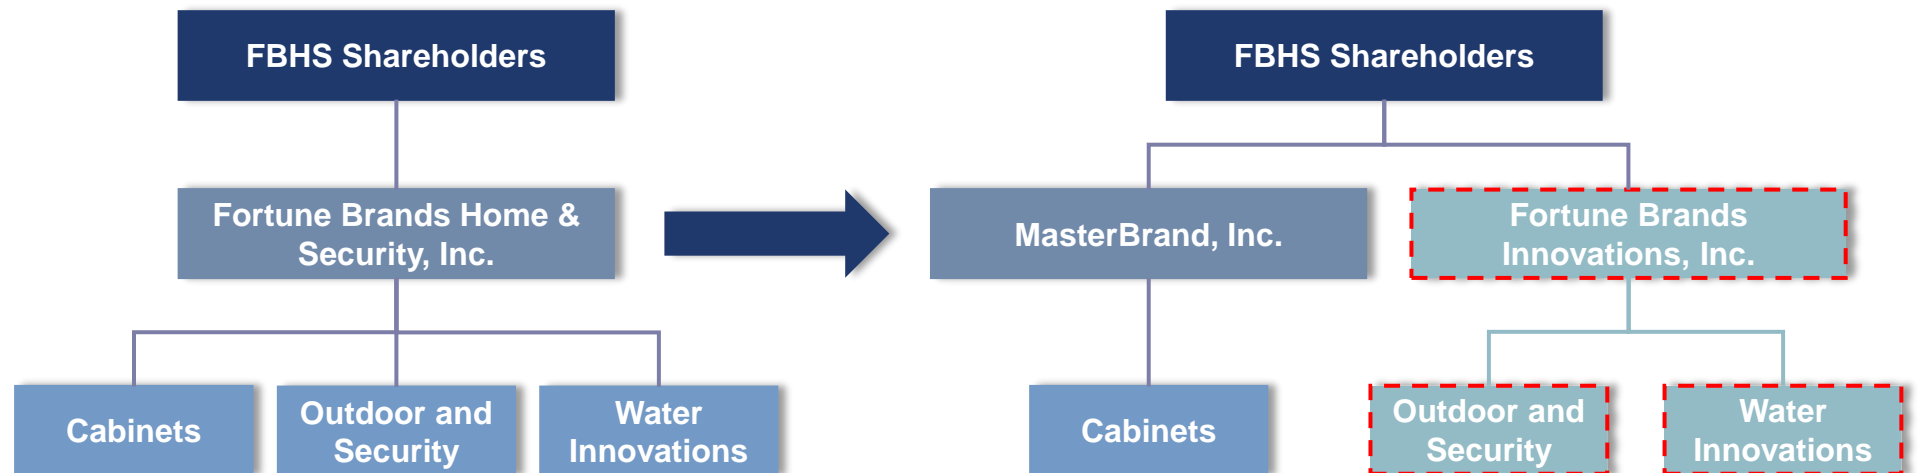 FBHS Shareholders
Fortune Brands Home &
Security, Inc.
Cabinets
Outdoor and
Security
Water
Innovations
FBHS Shareholders
MasterBrand, Inc.
Fortune Brands
Innovations, Inc.
Cabinets
Outdoor and
Security
Water
Innovations